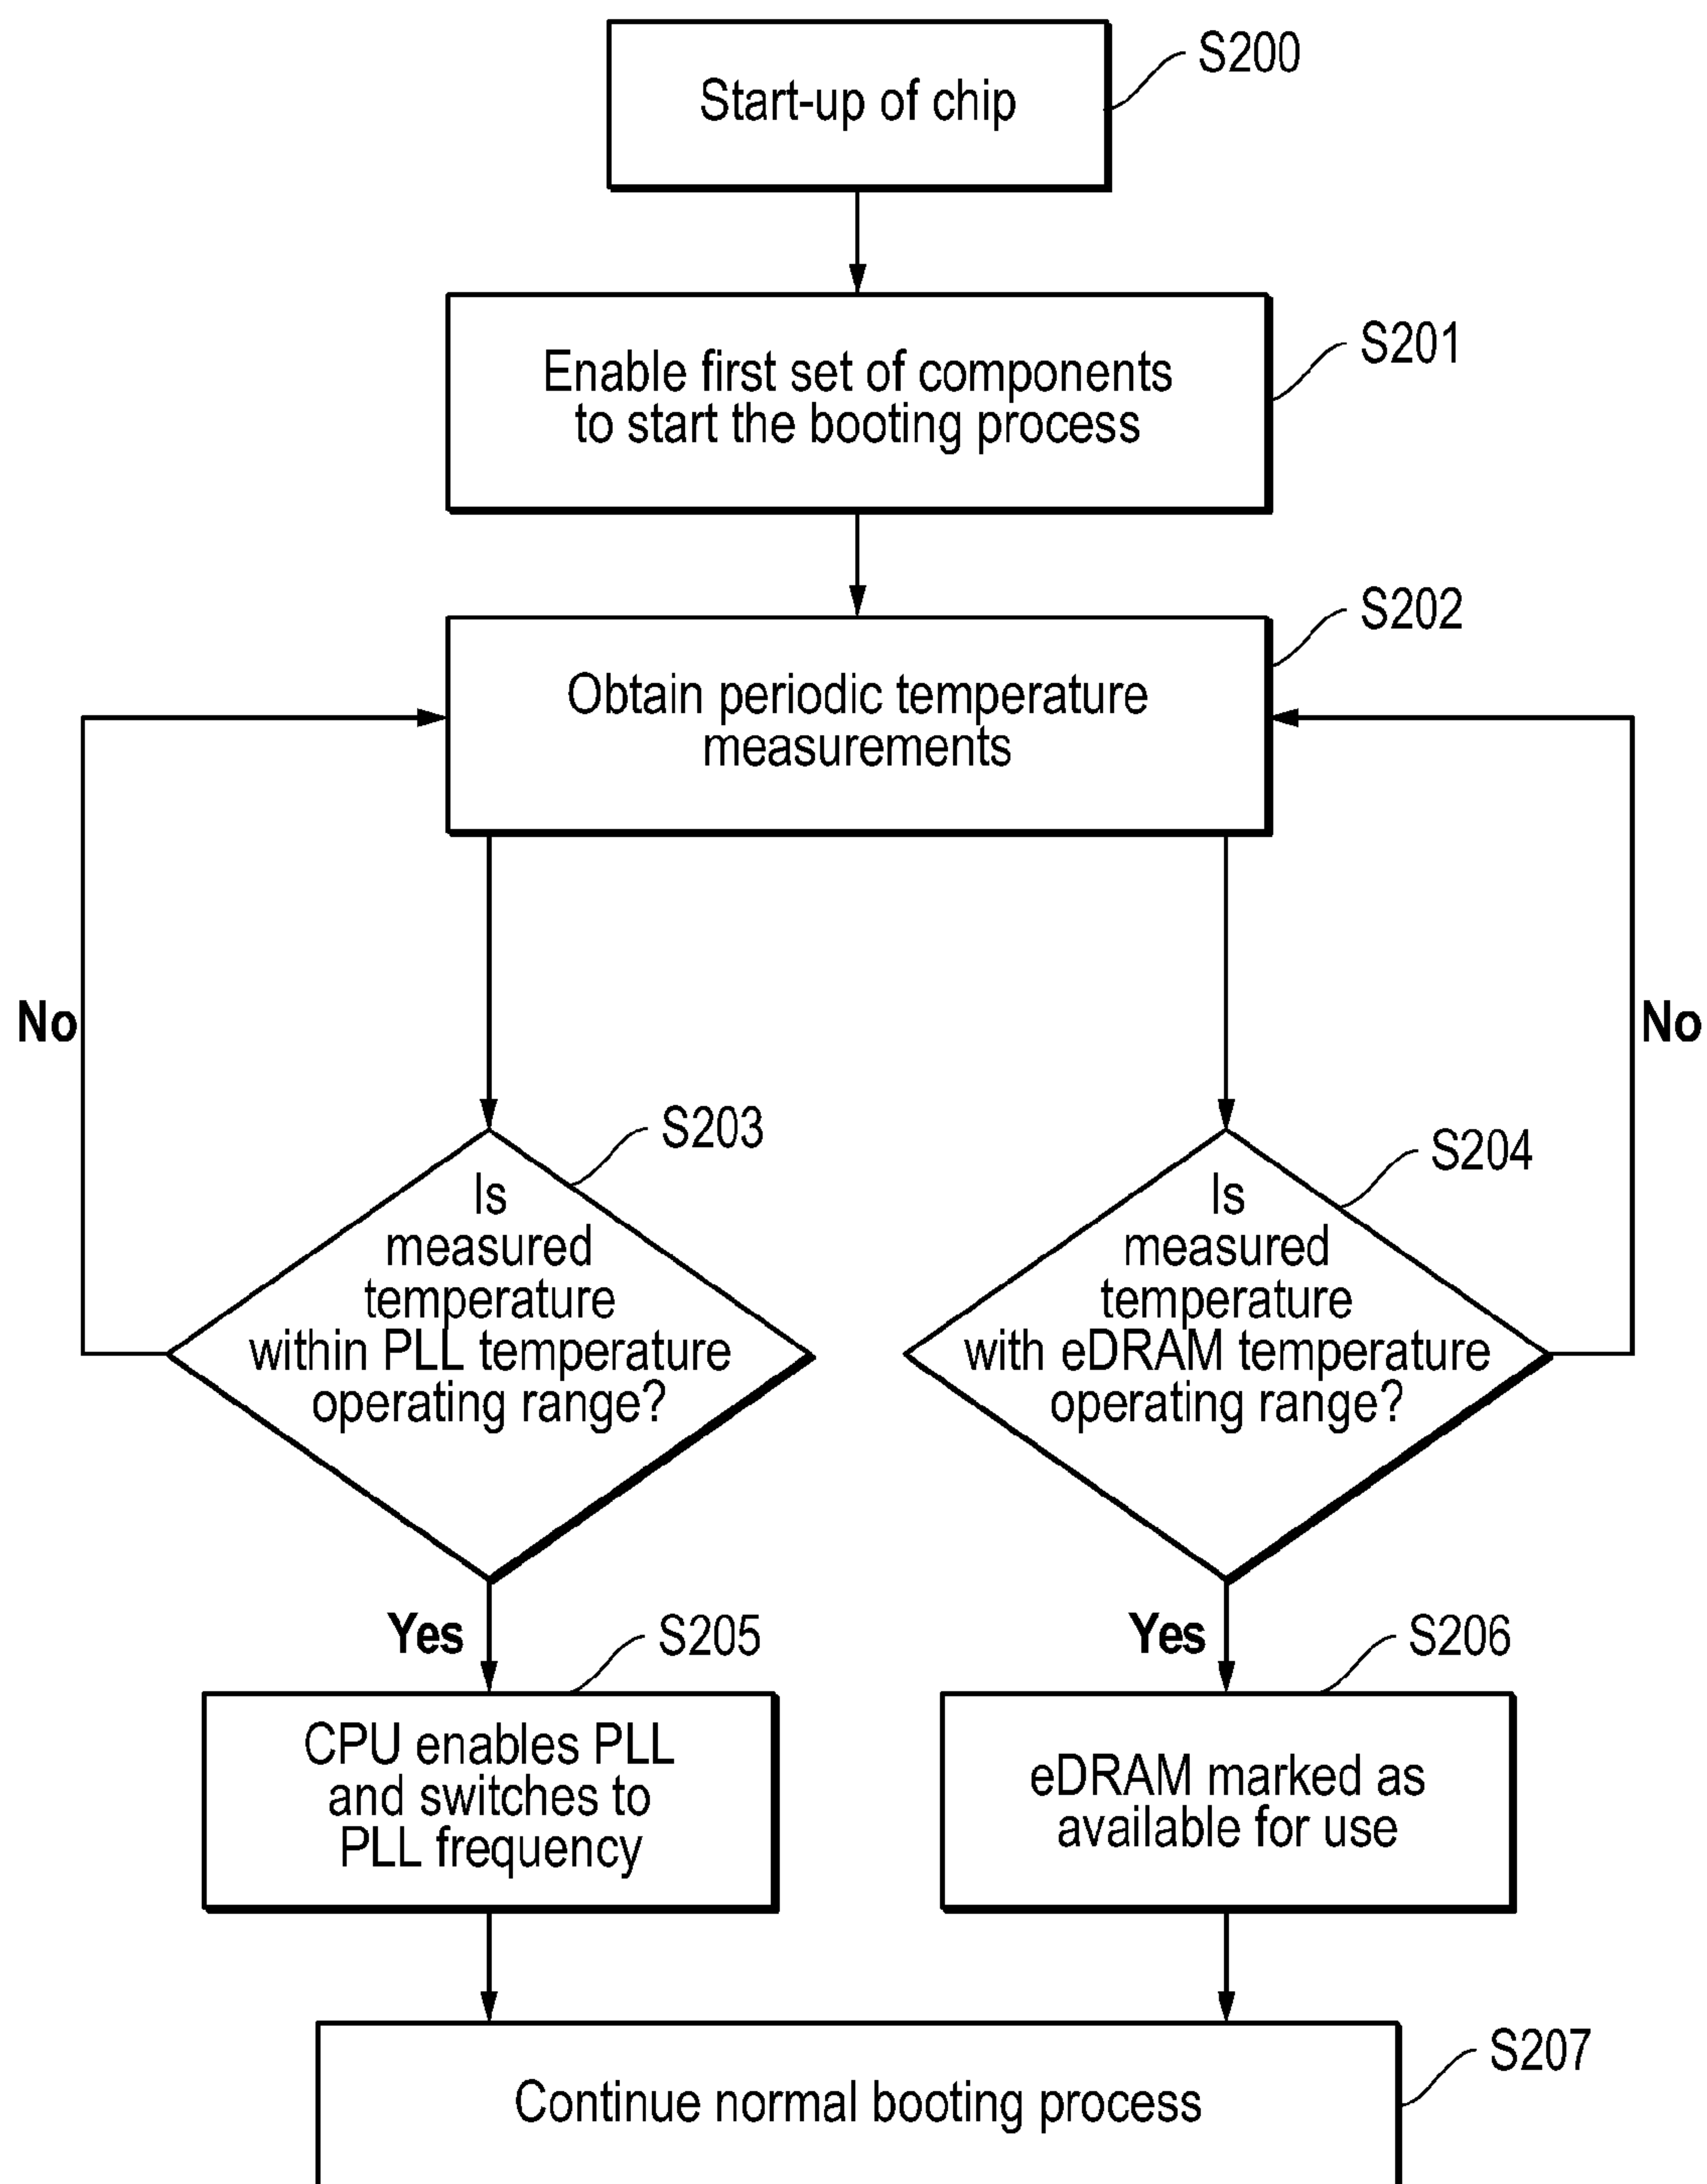 Start-up of chip
S200
Enable first set of components
to start the booting process
S201
Obtain periodic temperature
measurements
S202
No
No
Is
measured
temperature
within PLL temperature
operating range?
S203
Is
measured
temperature
with eDRAM temperature
operating range?
S204
Yes
S205
Yes
S206
CPU enables PLL
and switches to
PLL frequency
eDRAM marked as
available for use
Continue normal booting process
S207